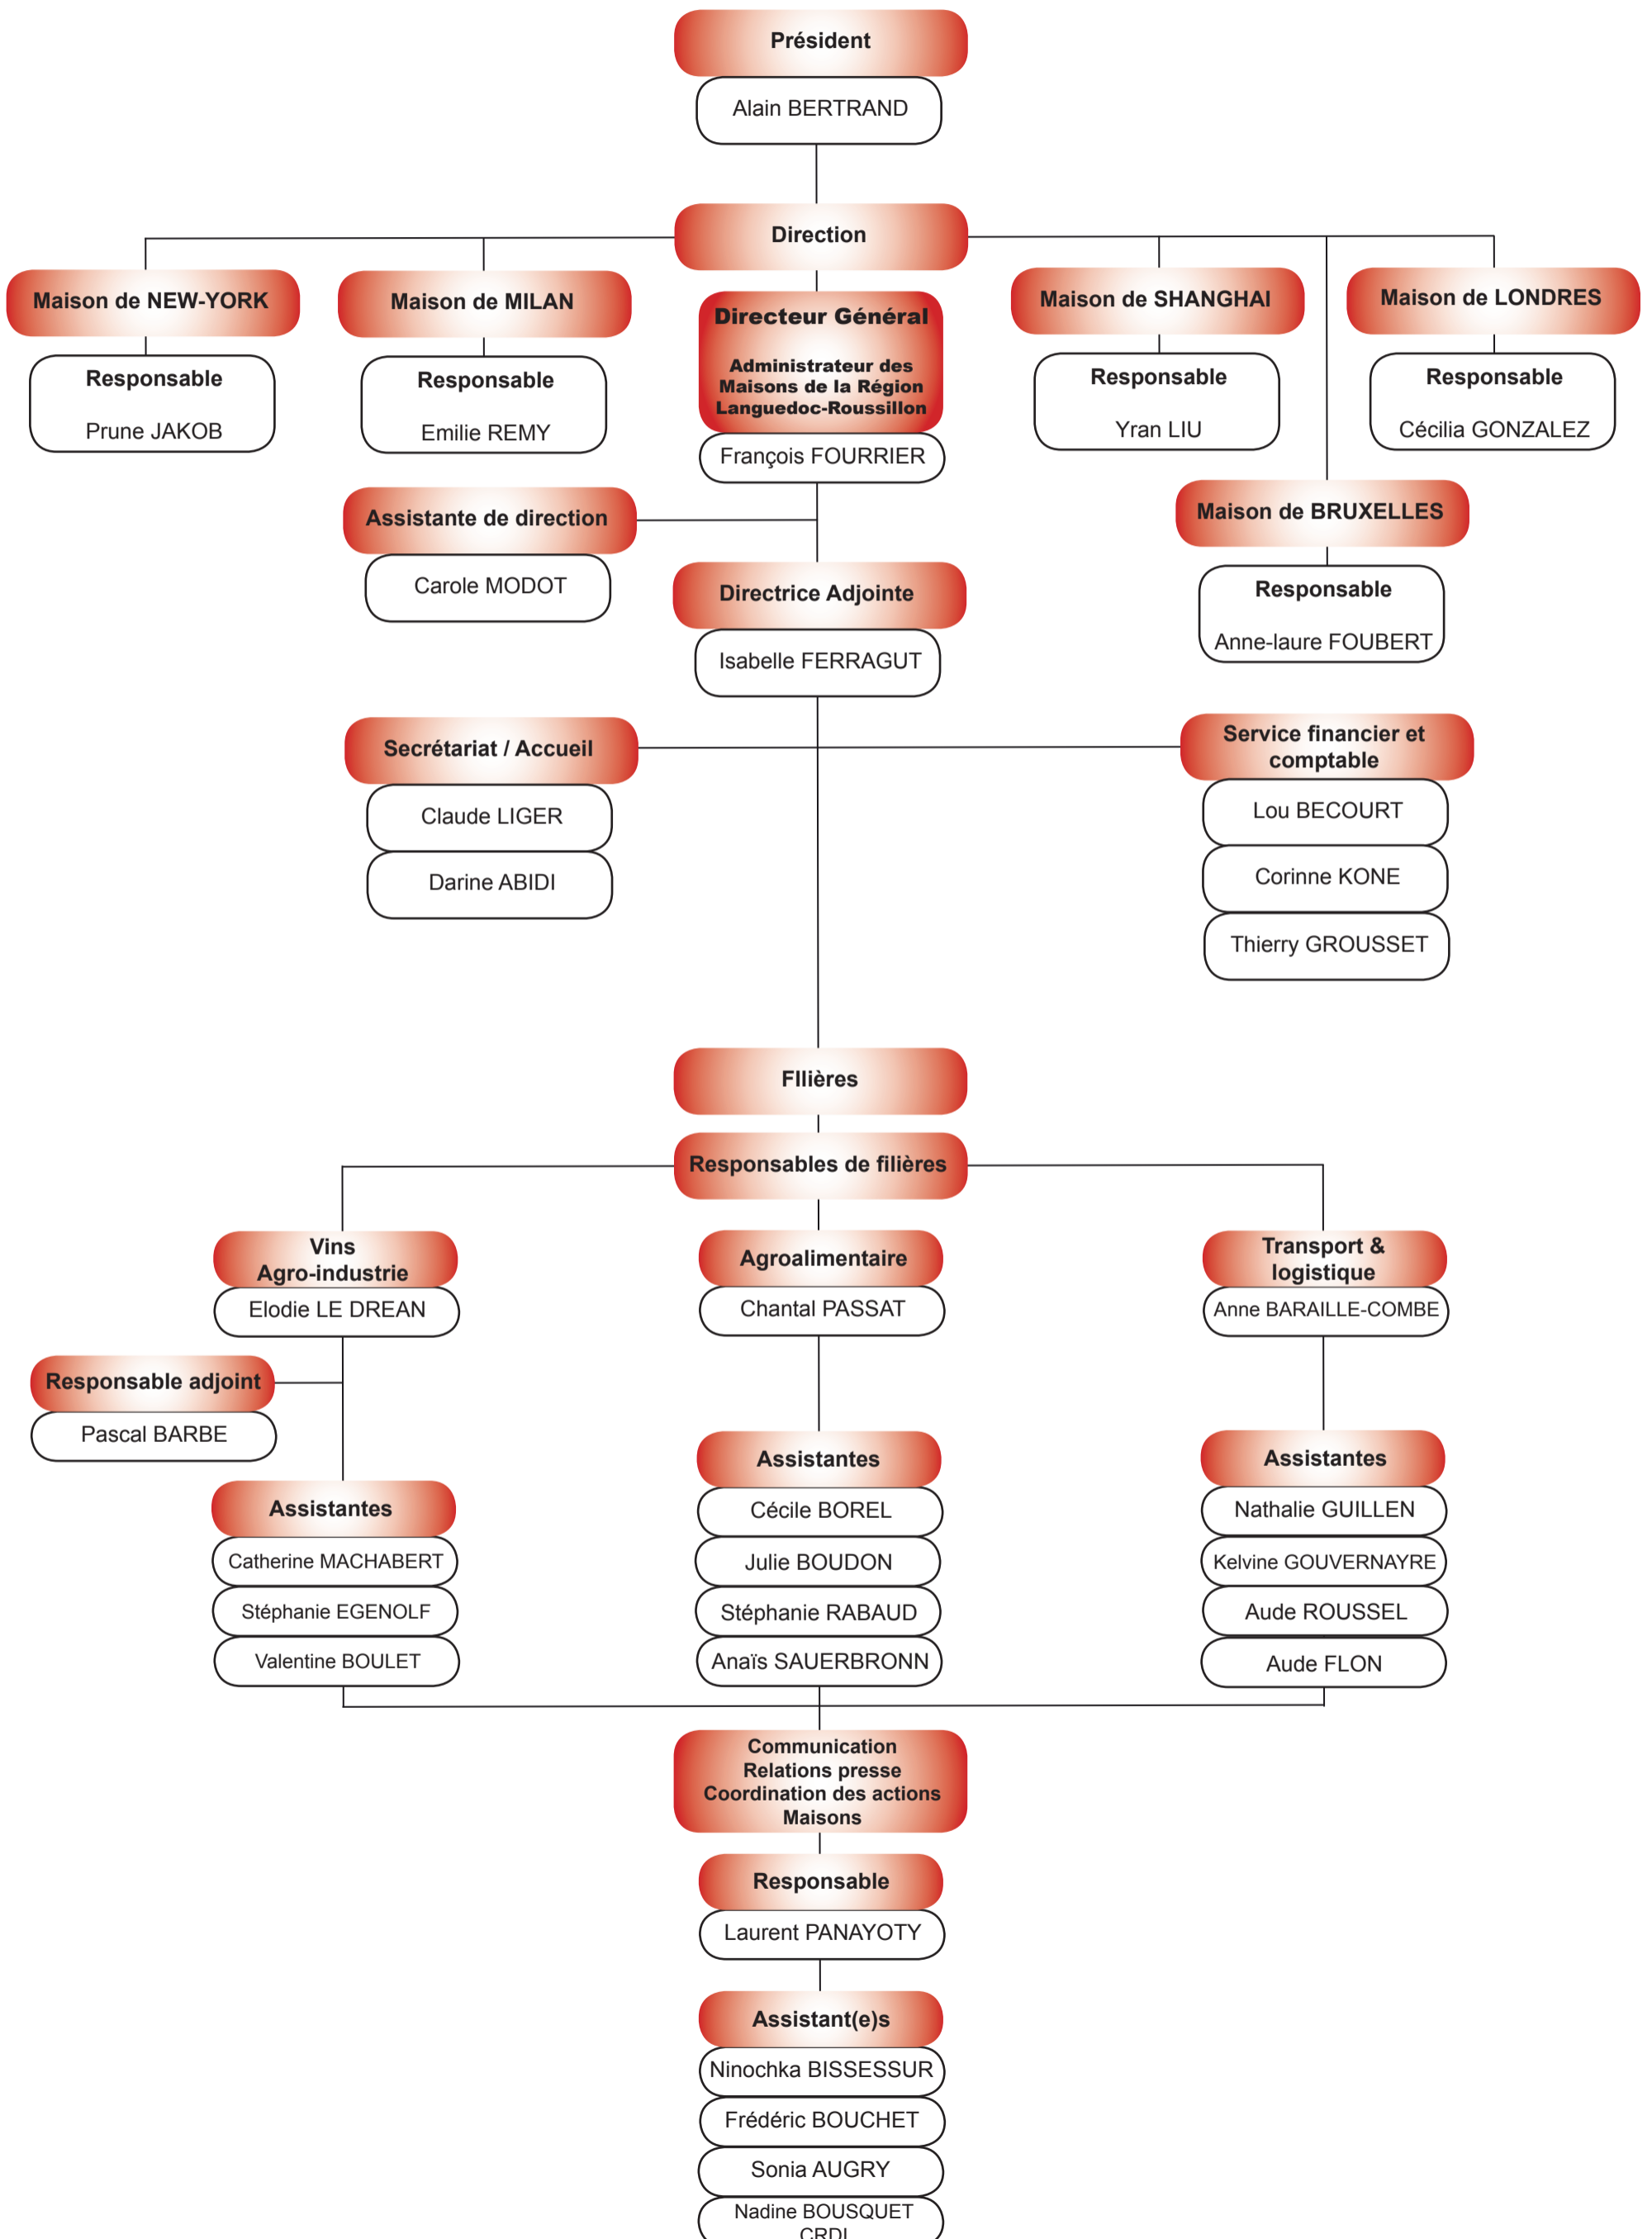 Président
Alain BERTRAND
Direction
Maison de NEW-YORK
Responsable
Prune JAKOB
Maison de MILAN
Responsable
Emilie REMY
Directeur Général
Administrateur des
Maisons de la Région
Languedoc-Roussillon
François FOURRIER
Maison de SHANGHAI
Responsable
Yran LIU
Maison de LONDRES
Responsable
Cécilia GONZALEZ
Maison de BRUXELLES
Responsable
Anne-laure FOUBERT
Assistante de direction
Carole MODOT
Directrice Adjointe
Isabelle FERRAGUT
Secrétariat / Accueil
Claude LIGER
Darine ABIDI
Service financier et
comptable
Lou BECOURT
Corinne KONE
Thierry GROUSSET
FIlières
Responsables de filières
Vins
Agro-industrie
Elodie LE DREAN
Responsable adjoint
Pascal BARBE
Assistantes
Catherine MACHABERT
Stéphanie EGENOLF
Valentine BOULET
Agroalimentaire
Chantal PASSAT
Assistantes
Cécile BOREL
Julie BOUDON
Stéphanie RABAUD
Anaïs SAUERBRONN
Transport &
logistique
Anne BARAILLE-COMBE
Assistantes
Nathalie GUILLEN
Kelvine GOUVERNAYRE
Aude ROUSSEL
Aude FLON
Communication
Relations presse
Coordination des actions
Maisons
Responsable
Laurent PANAYOTY
Assistant(e)s
Ninochka BISSESSUR
Frédéric BOUCHET
Sonia AUGRY
Nadine BOUSQUET
CRDI